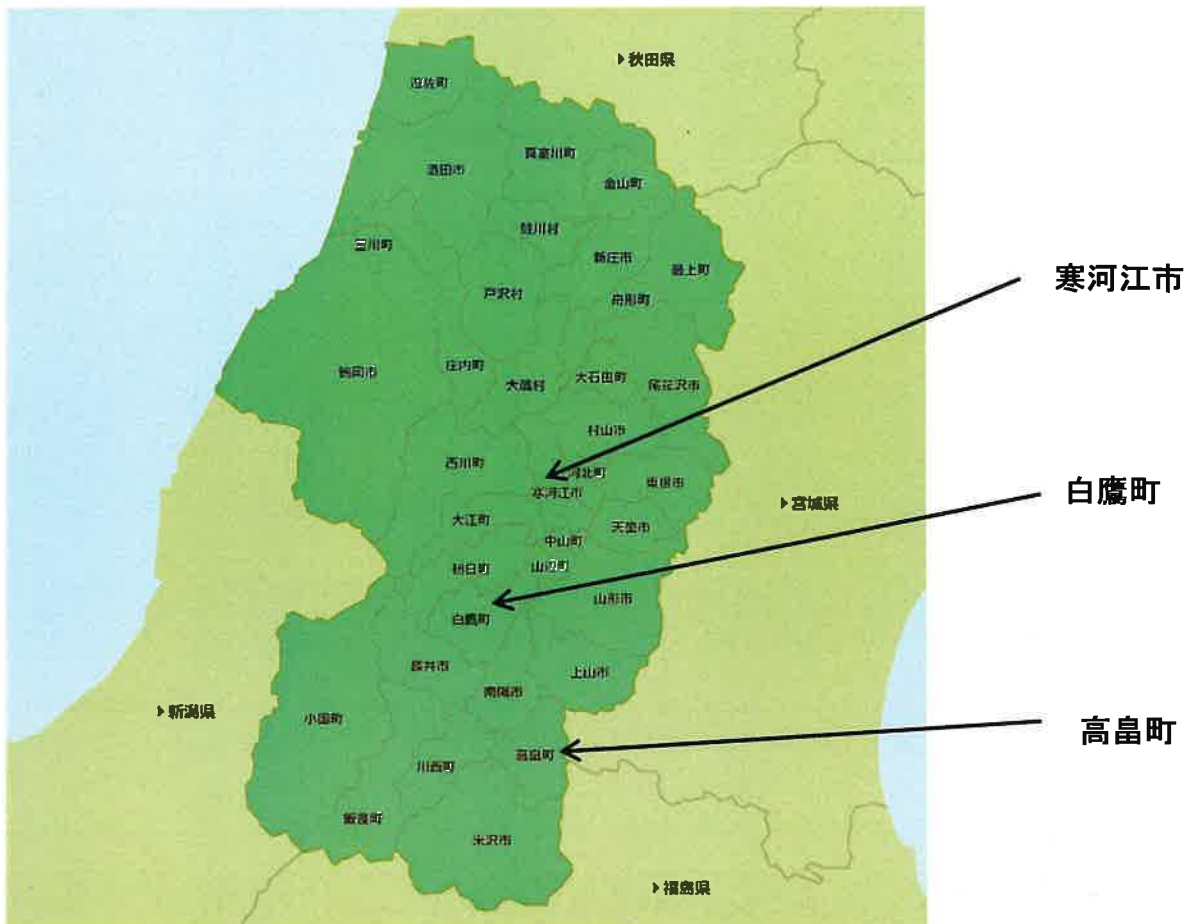 ▶秋田県
遊佐町
真室川町
酒田市
金山町
鮭川村
三川町
新庄市
最上町
寒河江市
戸沢村
舟形町
庄内町
鶴岡市
大蔵村
大石田町
尾花沢市
村山市
西川町
河北町
東根市
寒河江市
白鷹町
▶宮城県
大江町
天童市
中山町
朝日町
山辺町
山形市
白鷹町
長井市
上山市
南陽市
▶新潟県
小国町
高畠町
高畠町
川西町
飯豊町
米沢市
▶福島県